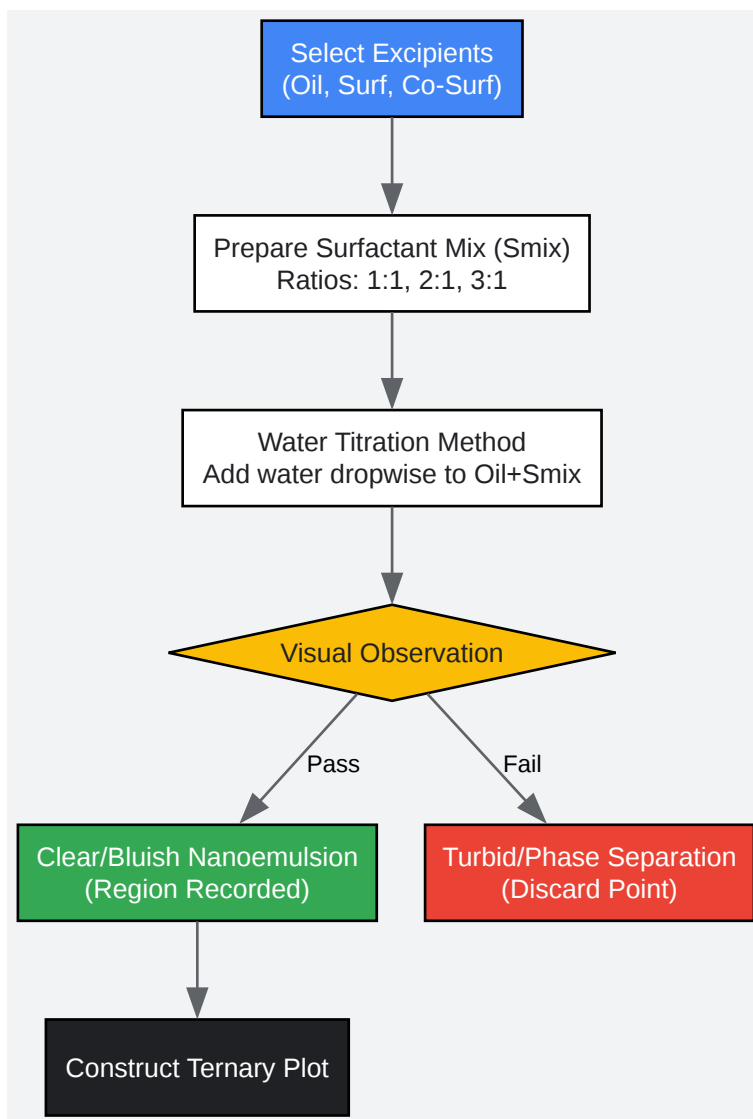 Select Excipients
(Oil, Surf, Co-Surf)
Prepare Surfactant Mix (Smix)
Ratios: 1:1, 2:1, 3:1
Water Titration Method
Add water dropwise to Oil+Smix
Visual Observation
Pass
Fail
Clear/Bluish Nanoemulsion
(Region Recorded)
Turbid/Phase Separation
(Discard Point)
Construct Ternary Plot